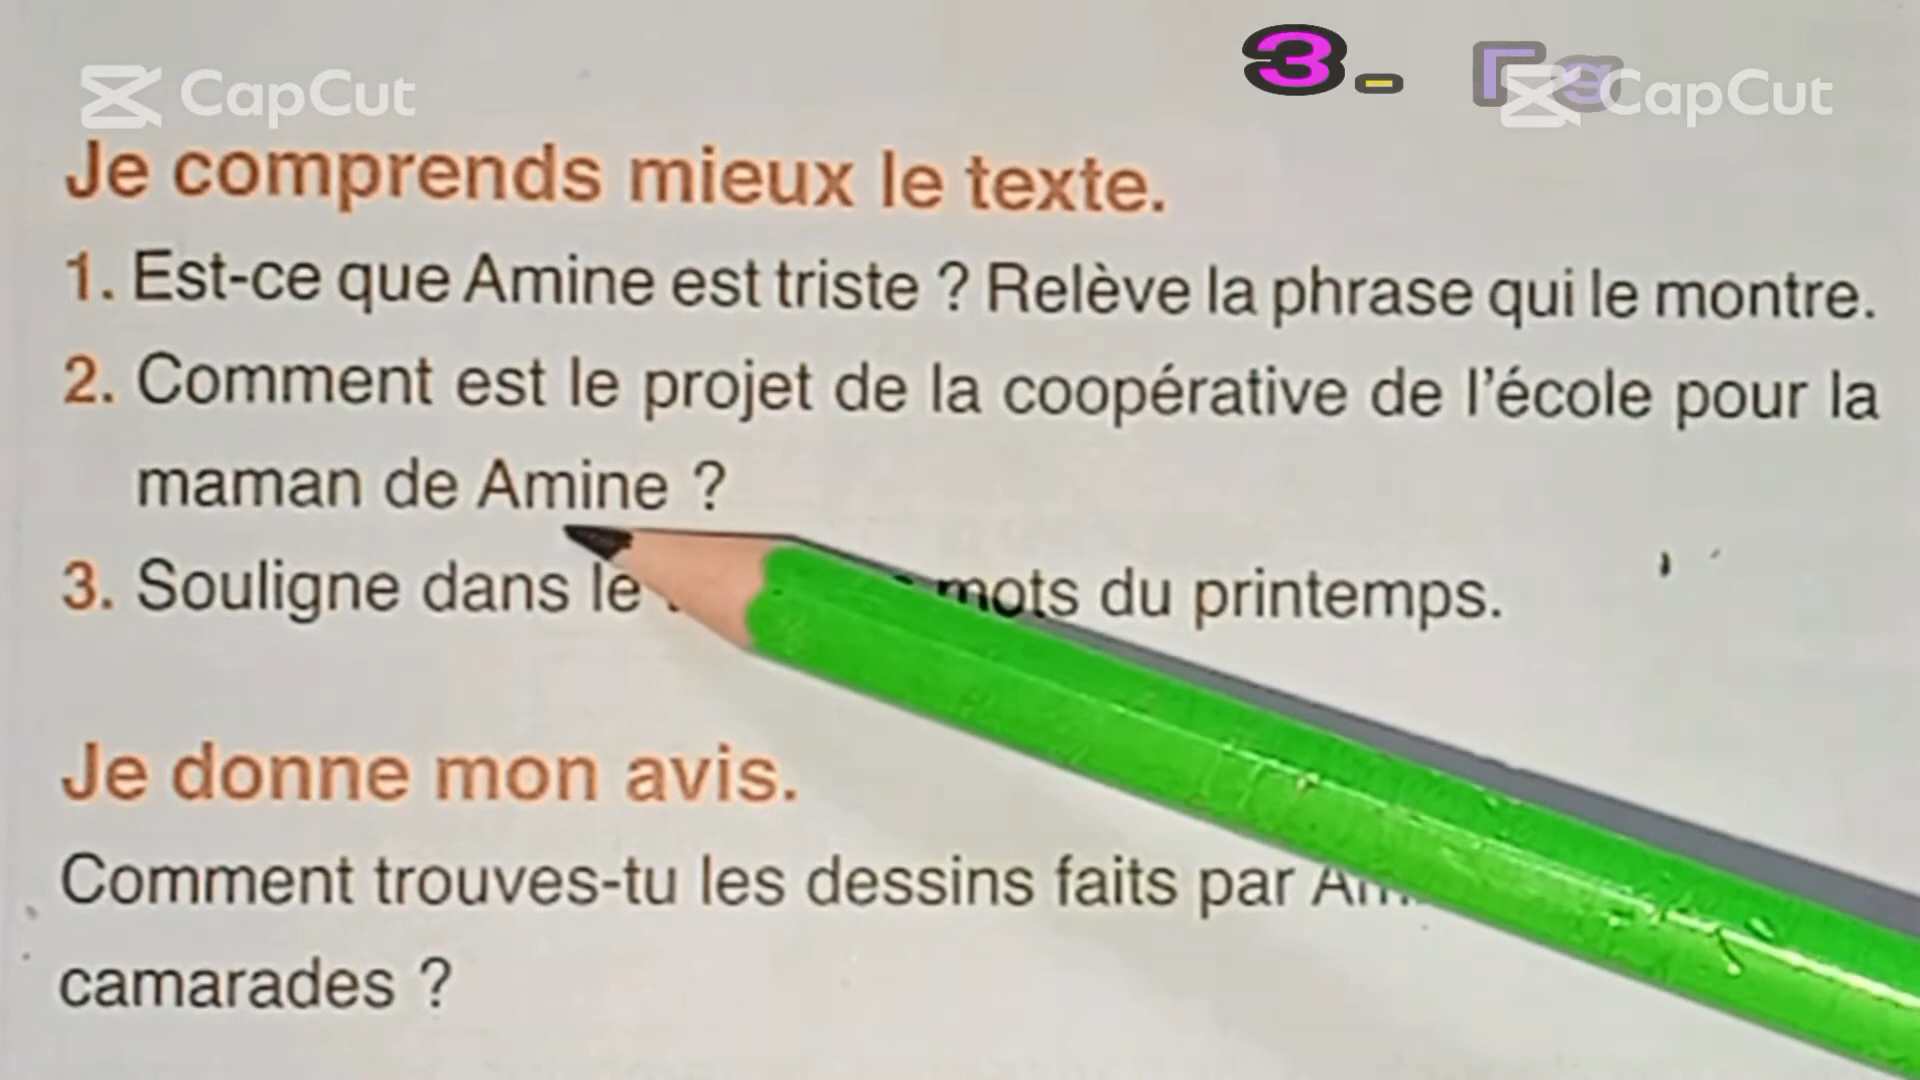 3-
CapCut
CapCut
Je comprends mieux le texte.
1. Est-ce que Amine est triste ? Relève la phrase qui le montre.
2. Comment est le projet de la coopérative de l'école pour la
maman de Amine ?
3. Souligne dans le mots du printemps.
Je donne mon avis.
Comment trouves-tu les dessins faits par
camarades ?